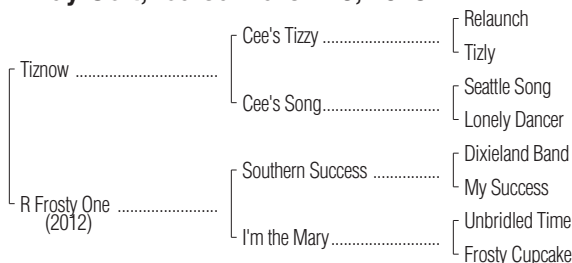 Relaunch
Cee's Tizzy
Tizly
Tiznow
Seattle Song
Cee's Song
Lonely Dancer
Dixieland Band
Southern Success
My Success
R Frosty One
(2012)
Unbridled Time
I'm the Mary
Frosty Cupcake